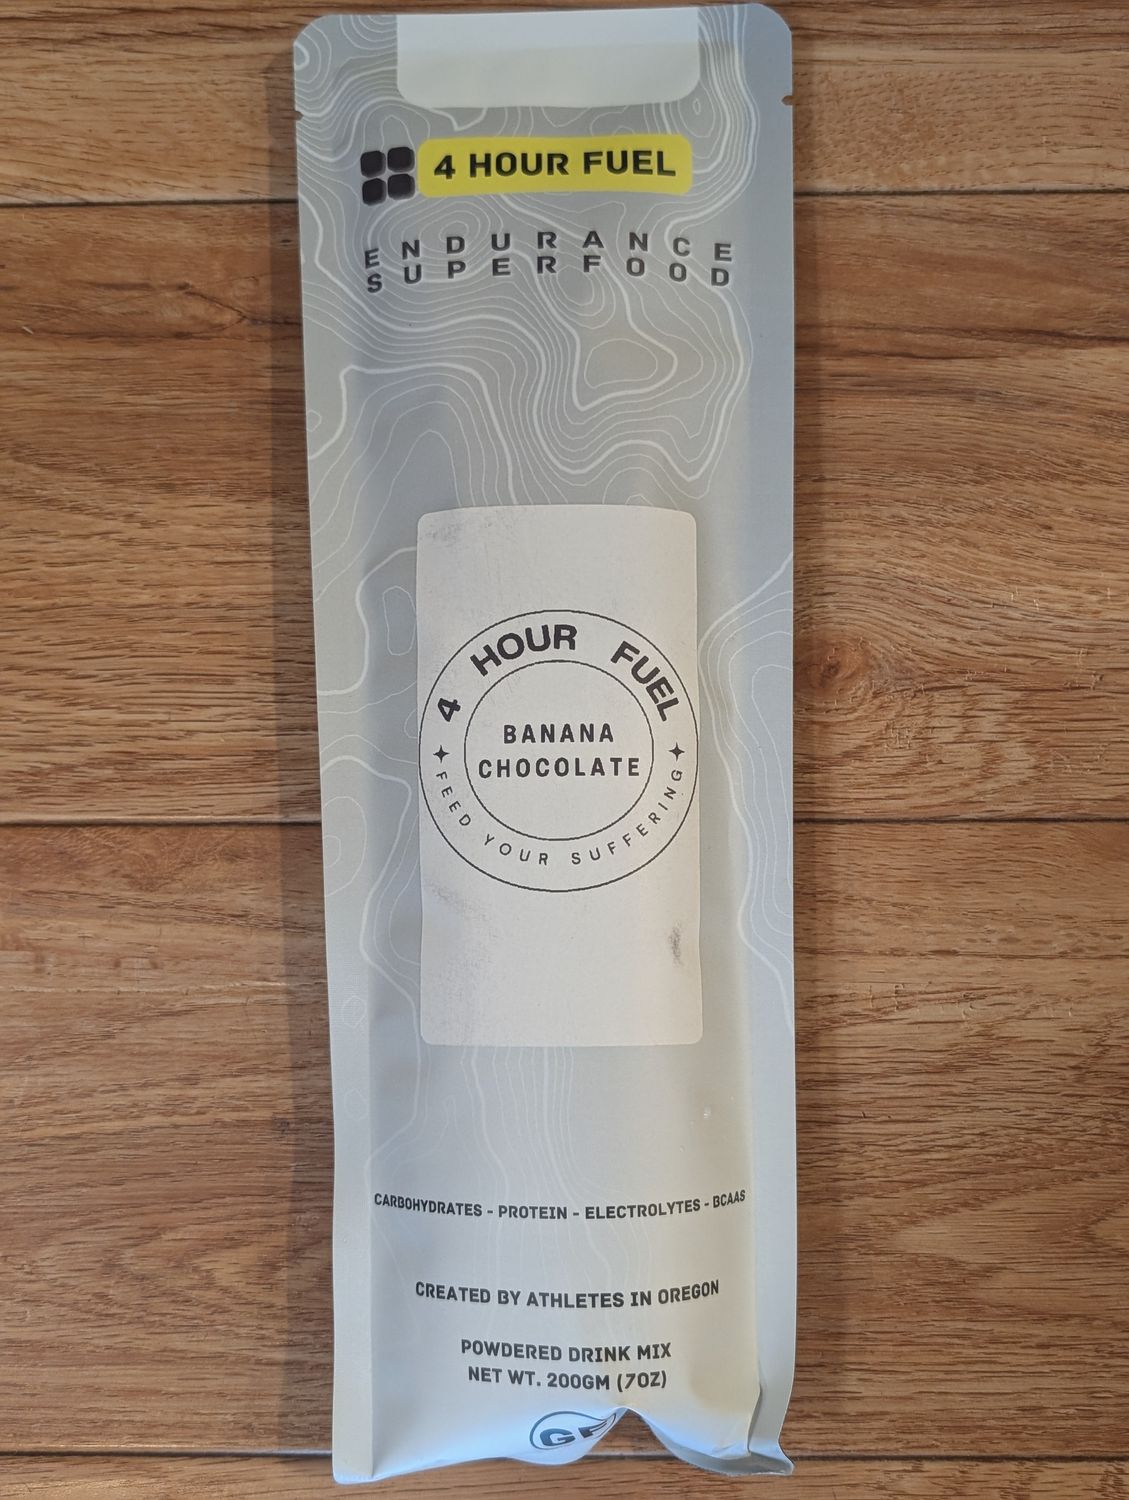 4 HOUR FUEL
ENDURANCE
SUPERFOOD
4 HOUR FUEL
BANANA
CHOCOLATE
FEED YOUR SUFFERING
CARBOHYDRATES - PROTEIN - ELECTROLYTES - BCAAS
CREATED BY ATHLETES IN OREGON
POWDERED DRINK MIX
NET WT. 200GM (7OZ)
GF